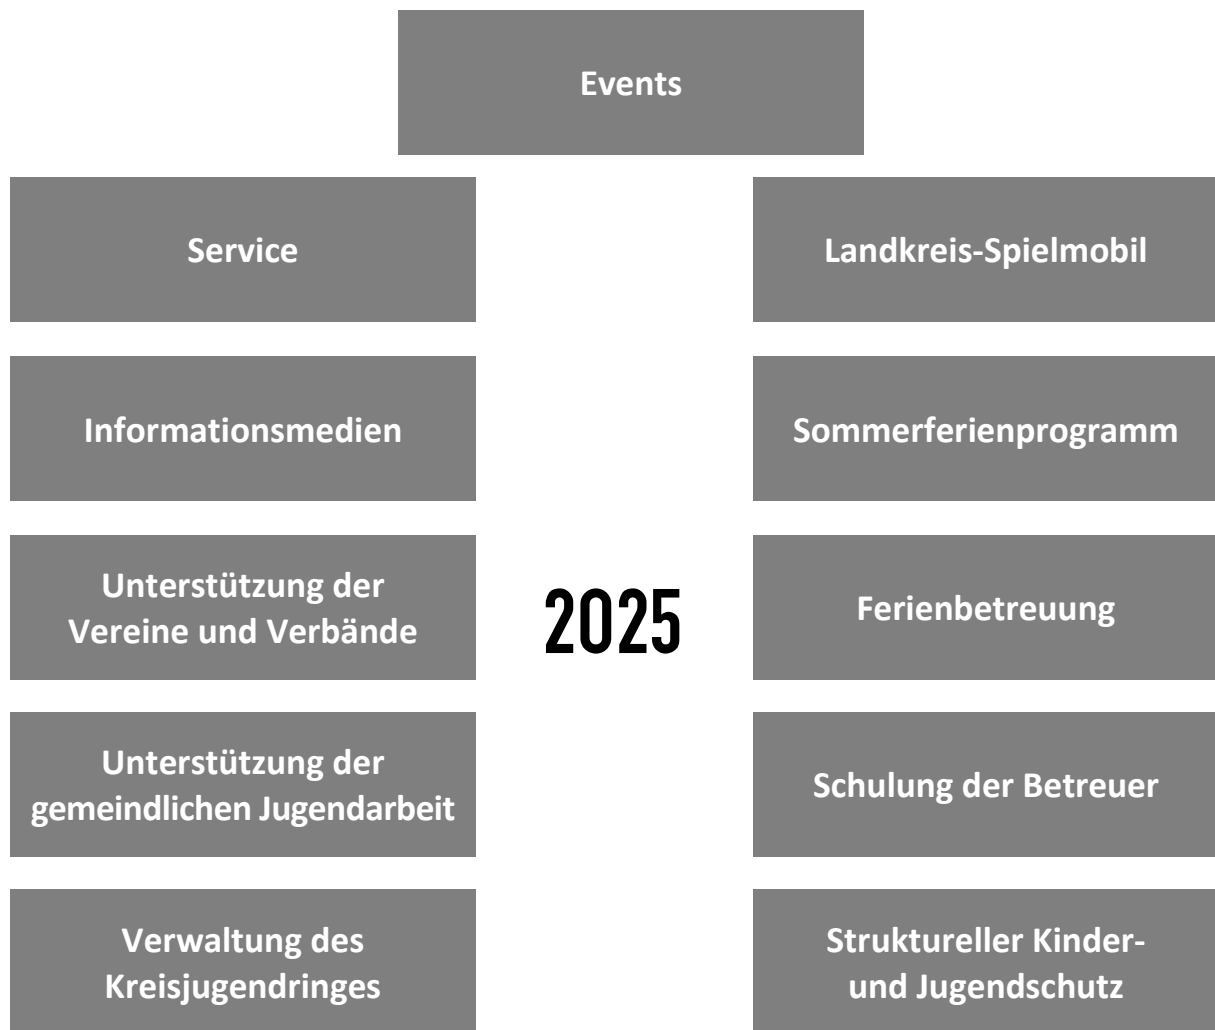 Events
Service
Landkreis-Spielmobil
Informationsmedien
Sommerferienprogramm
Unterstützung der
Vereine und Verbände
2025
Ferienbetreuung
Unterstützung der
gemeindlichen Jugendarbeit
Schulung der Betreuer
Verwaltung des
Kreisjugendringes
Struktureller Kinder-
und Jugendschutz